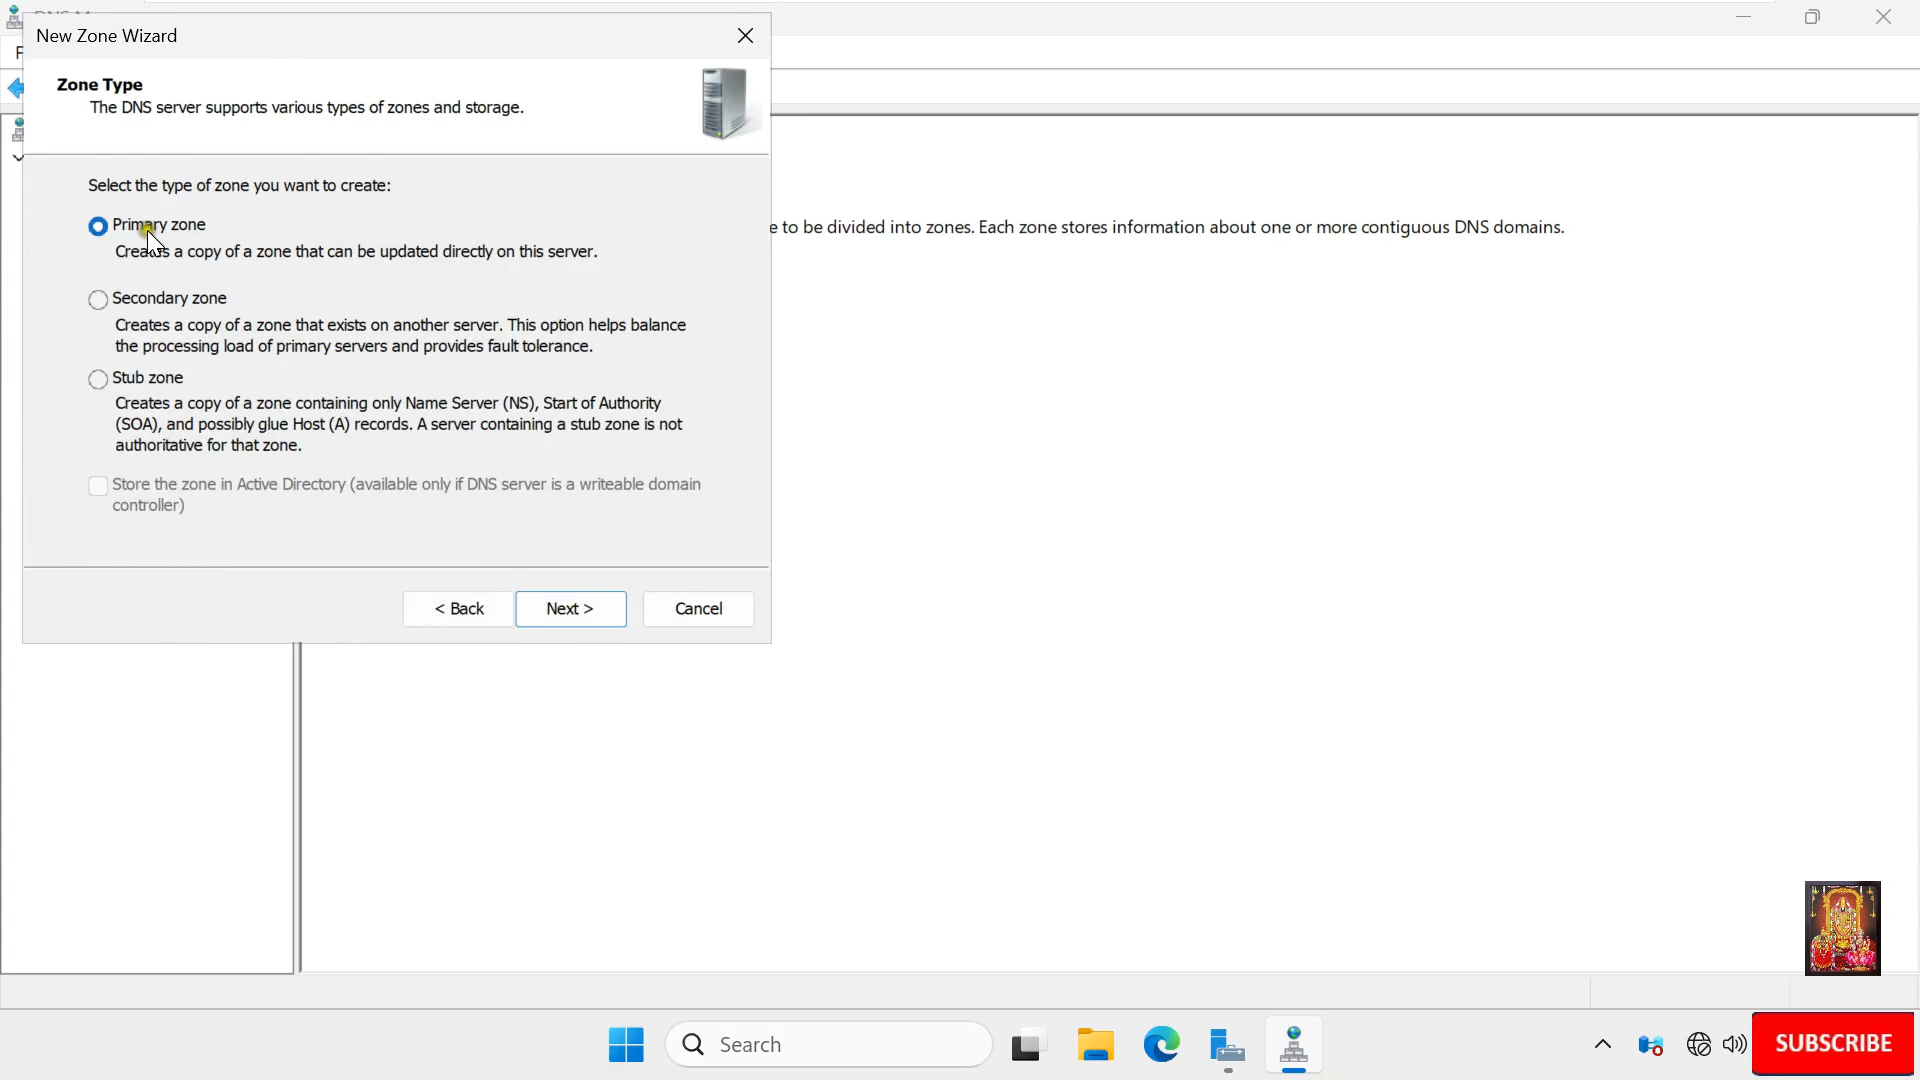 New Zone Wizard
Zone Type
The DNS server supports various types of zones and storage.
Select the type of zone you want to create:
Primary zone
Creates a copy of a zone that can be updated directly on this server.
Secondary zone
Creates a copy of a zone that exists on another server. This option helps balance
the processing load of primary servers and provides fault tolerance.
Stub zone
Creates a copy of a zone containing only Name Server (NS), Start of Authority
(SOA), and possibly glue Host (A) records. A server containing a stub zone is not
authoritative for that zone.
Store the zone in Active Directory (available only if DNS server is a writeable domain
controller)
< Back
Next >
Cancel
e to be divided into zones. Each zone stores information about one or more contiguous DNS domains.
Search
SUBSCRIBE